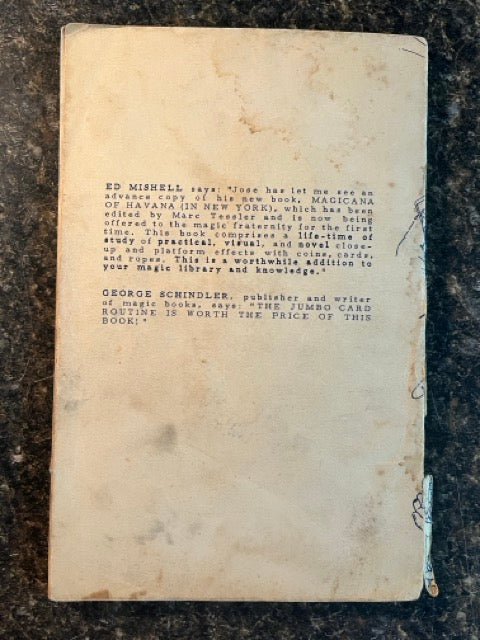 ED MISHELL says: "Jose has let me see an
advance copy of his new book, MAGICANA
OF HAVANA (IN NEW YORK), which has been
edited by Marc Tessler and is now being
offered to the magic fraternity for the first
time. This book comprises a life-time of
study of practical, visual, and novel close-
up and platform effects with coins, cards,
and ropes. This is a worthwhile addition to
your magic library and knowledge."
GEORGE SCHINDLER, publisher and writer
of magic books, says: "THE JUMBO CARD
ROUTINE IS WORTH THE PRICE OF THIS
BOOK!"